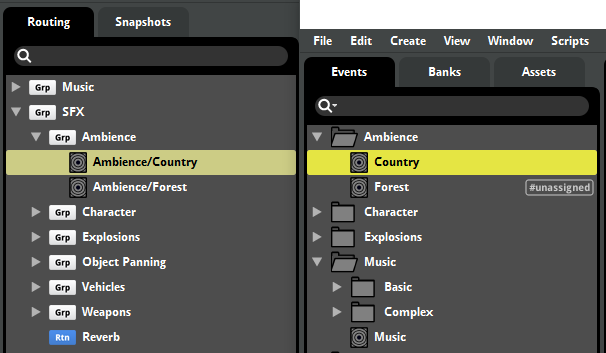 Routing Snapshots
Grp Music
Grp SFX
Grp Ambience
Ambience/Country
Ambience/Forest
Grp Character
Grp Explosions
Grp Object Panning
Grp Vehicles
Grp Weapons
Rtn Reverb
File Edit Create View Window Scripts
Events Banks Assets
Ambience
Country
Forest #unassigned
Character
Explosions
Music
Basic
Complex
Music